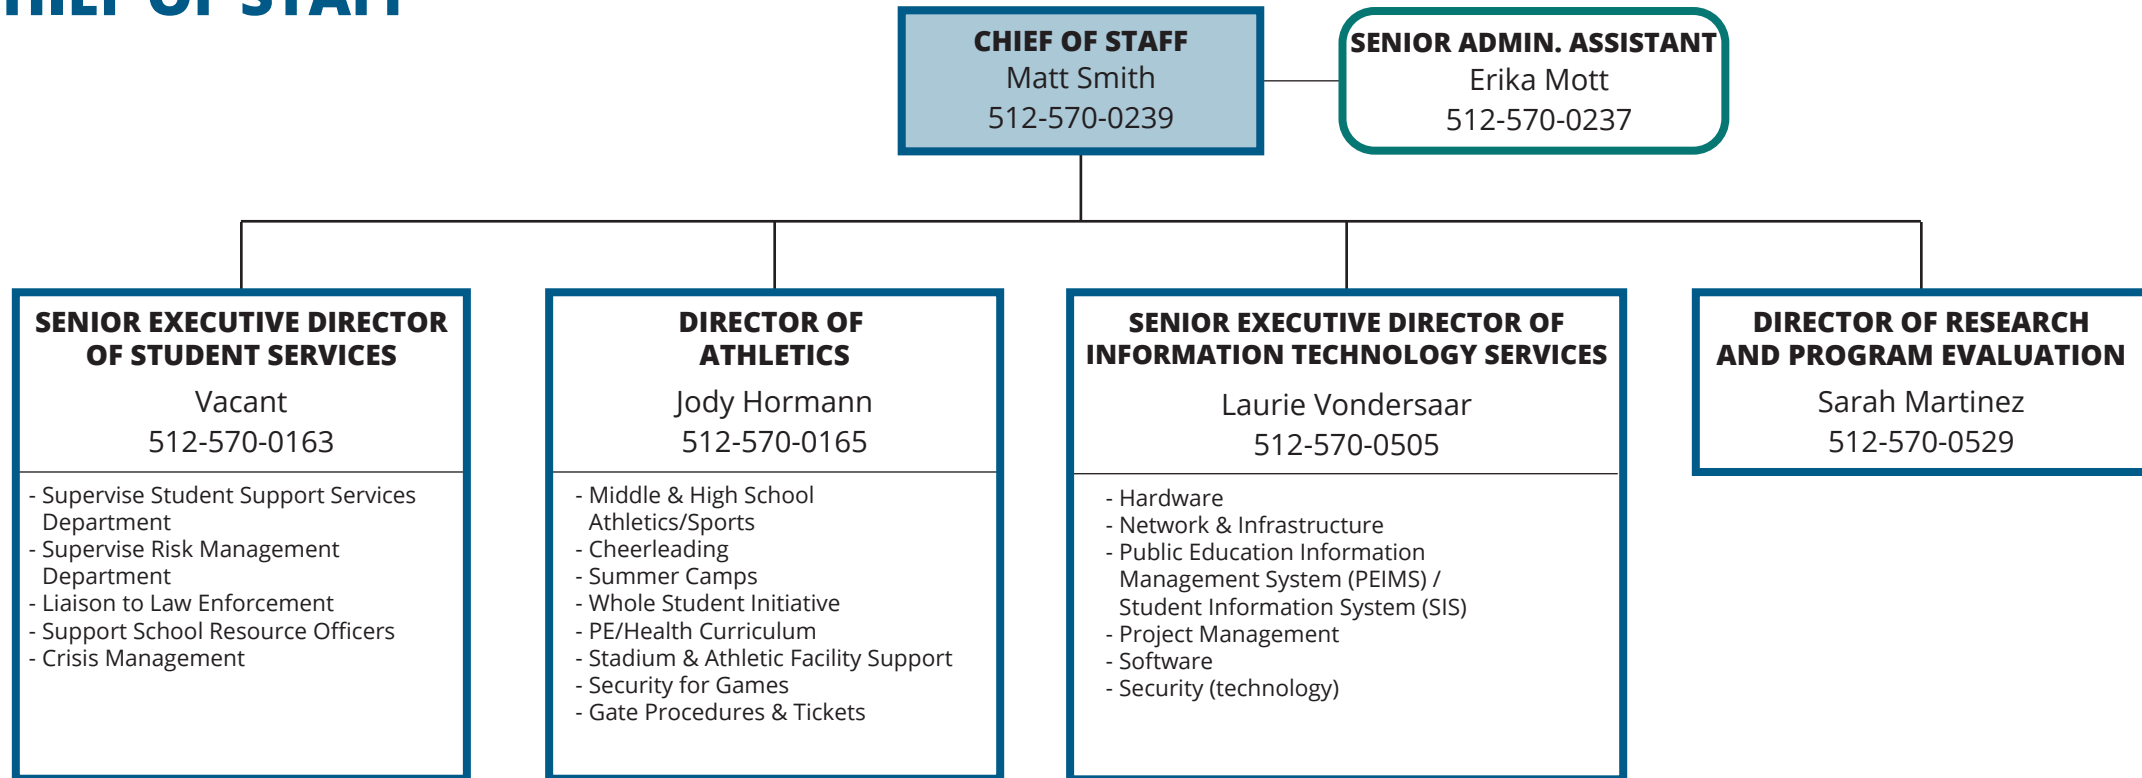 CHIEF OF STAFF
CHIEF OF STAFF
Matt Smith
512-570-0239
SENIOR ADMIN. ASSISTANT
Erika Mott
512-570-0237
SENIOR EXECUTIVE DIRECTOR
OF STUDENT SERVICES
Vacant
512-570-0163
- Supervise Student Support Services
Department
- Supervise Risk Management
Department
- Liaison to Law Enforcement
- Support School Resource Officers
- Crisis Management
DIRECTOR OF
ATHLETICS
Jody Hormann
512-570-0165
- Middle & High School
Athletics/Sports
- Cheerleading
- Summer Camps
- Whole Student Initiative
- PE/Health Curriculum
- Stadium & Athletic Facility Support
- Security for Games
- Gate Procedures & Tickets
SENIOR EXECUTIVE DIRECTOR OF
INFORMATION TECHNOLOGY SERVICES
Laurie Vondersaar
512-570-0505
- Hardware
- Network & Infrastructure
- Public Education Information
Management System (PEIMS) /
Student Information System (SIS)
- Project Management
- Software
- Security (technology)
DIRECTOR OF RESEARCH
AND PROGRAM EVALUATION
Sarah Martinez
512-570-0529